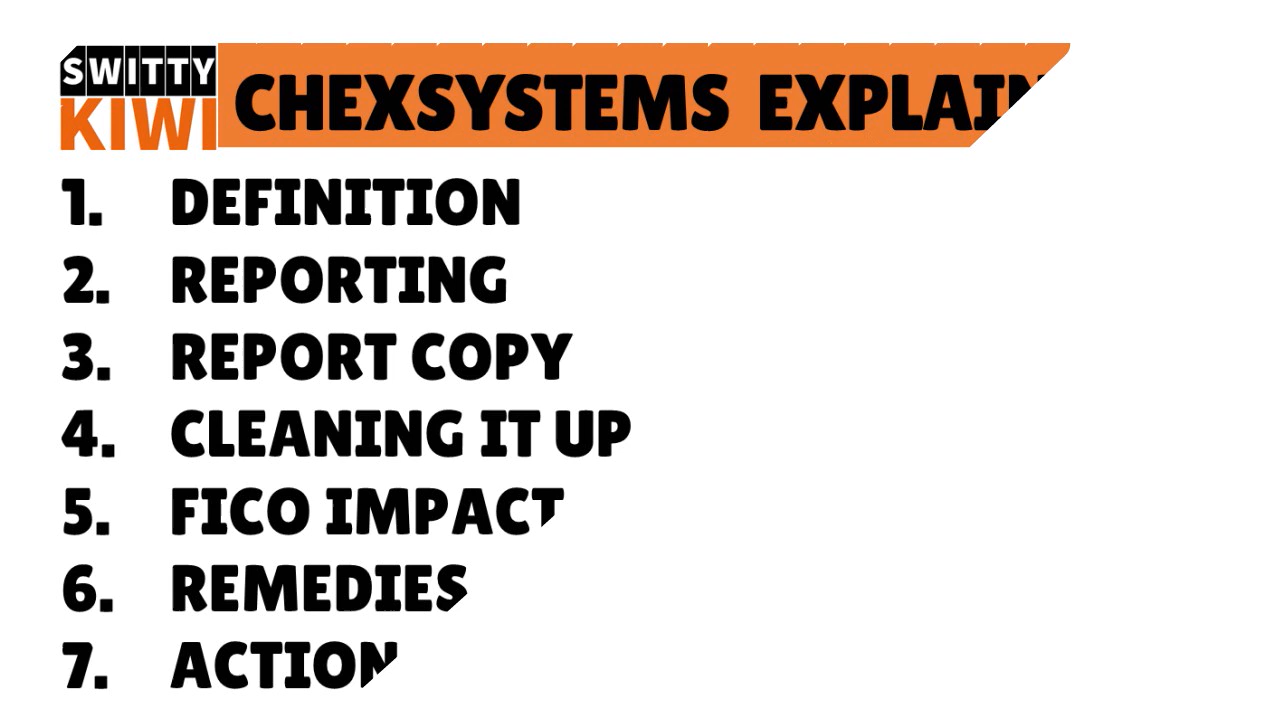 SWITTY
KIWI
CHEXSYSTEMS EXPLAIN
1. DEFINITION
2. REPORTING
3. REPORT COPY
4. CLEANING IT UP
5. FICO IMPACT
6. REMEDIES
7. ACTION